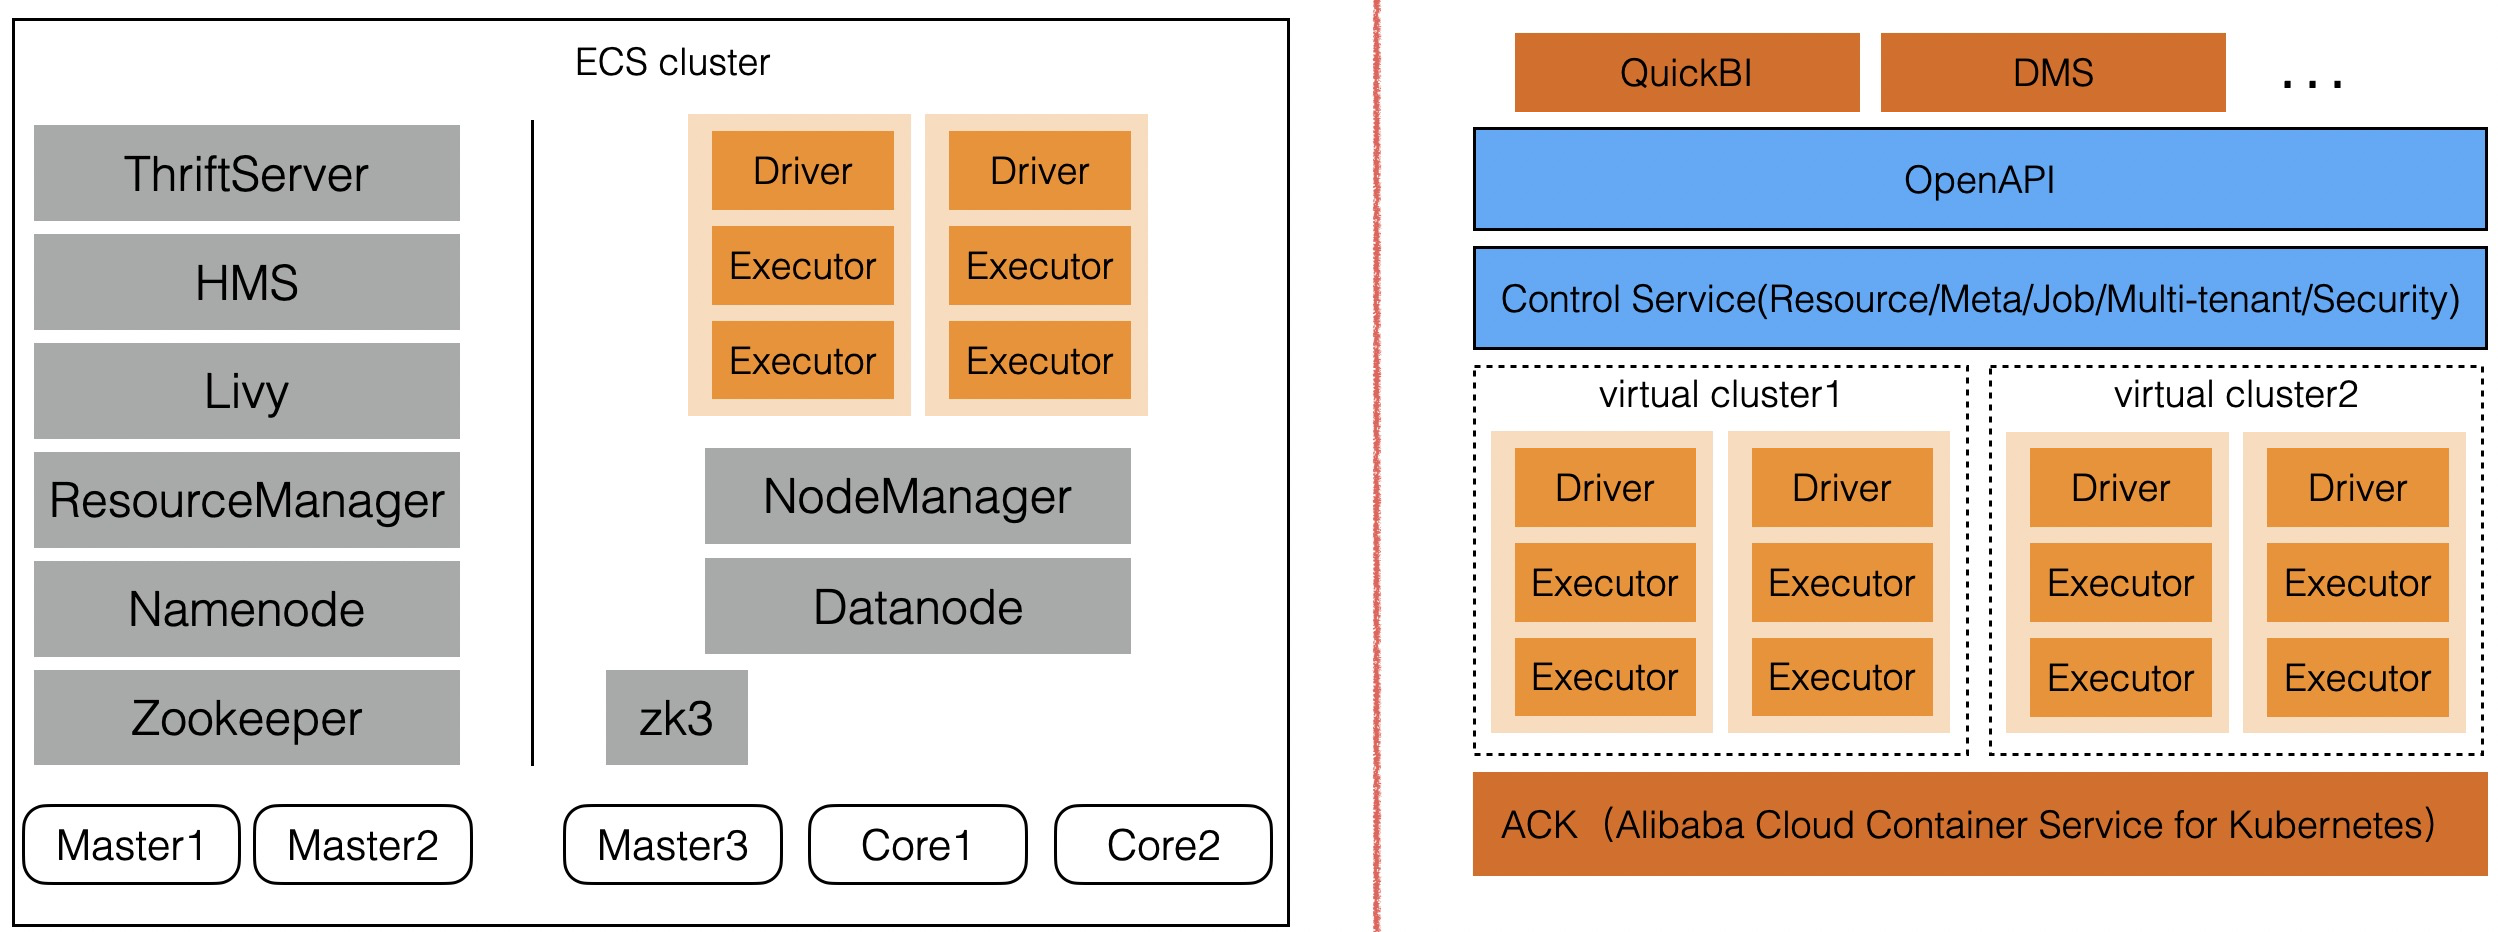 ECS cluster
ThriftServer
HMS
Livy
ResourceManager
Namenode
Zookeeper
Driver
Executor
Executor
Driver
Executor
Executor
NodeManager
Datanode
zk3
Master1
Master2
Master3
Core1
Core2
QuickBI
DMS
...
OpenAPI
Control Service(Resource/Meta/Job/Multi-tenant/Security)
virtual cluster1
Driver
Executor
Executor
Driver
Executor
Executor
virtual cluster2
Driver
Executor
Executor
Driver
Executor
Executor
ACK（Alibaba Cloud Container Service for Kubernetes）